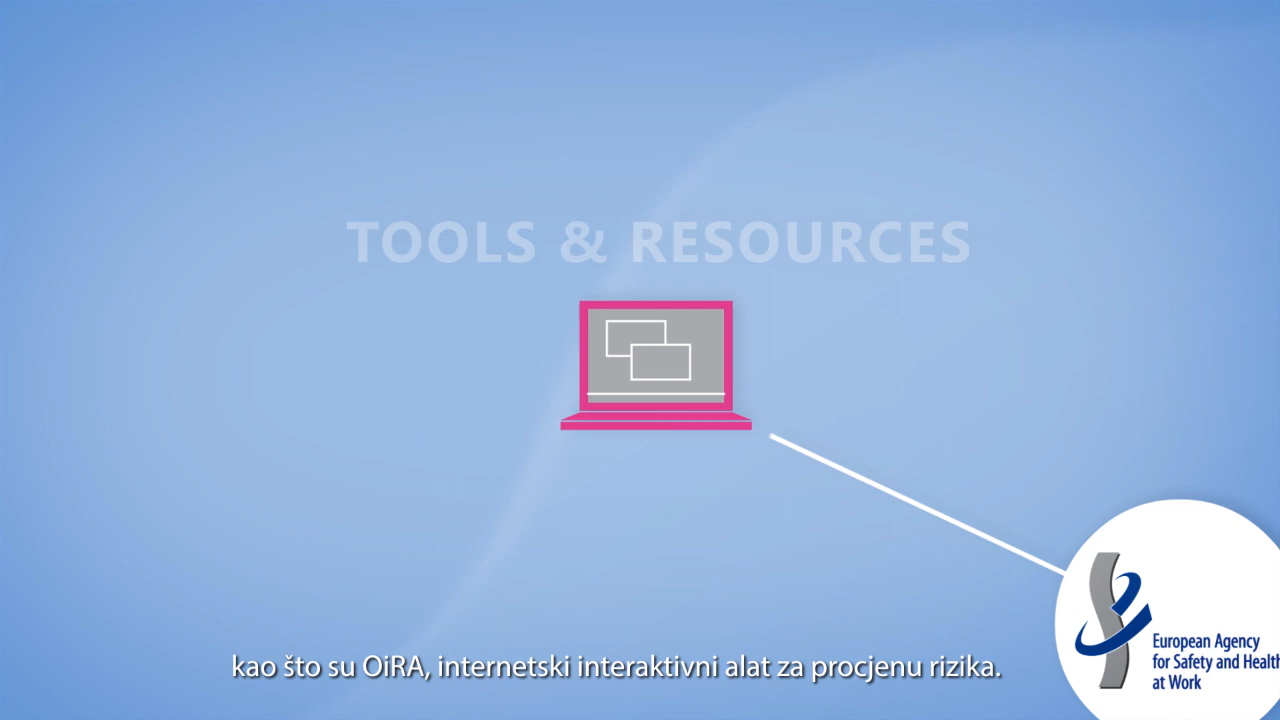 TOOLS & RESOURCES
European Agency
for Safety and Health
at Work
kao što su OiRA, internetski interaktivni alat za procjenu rizika.